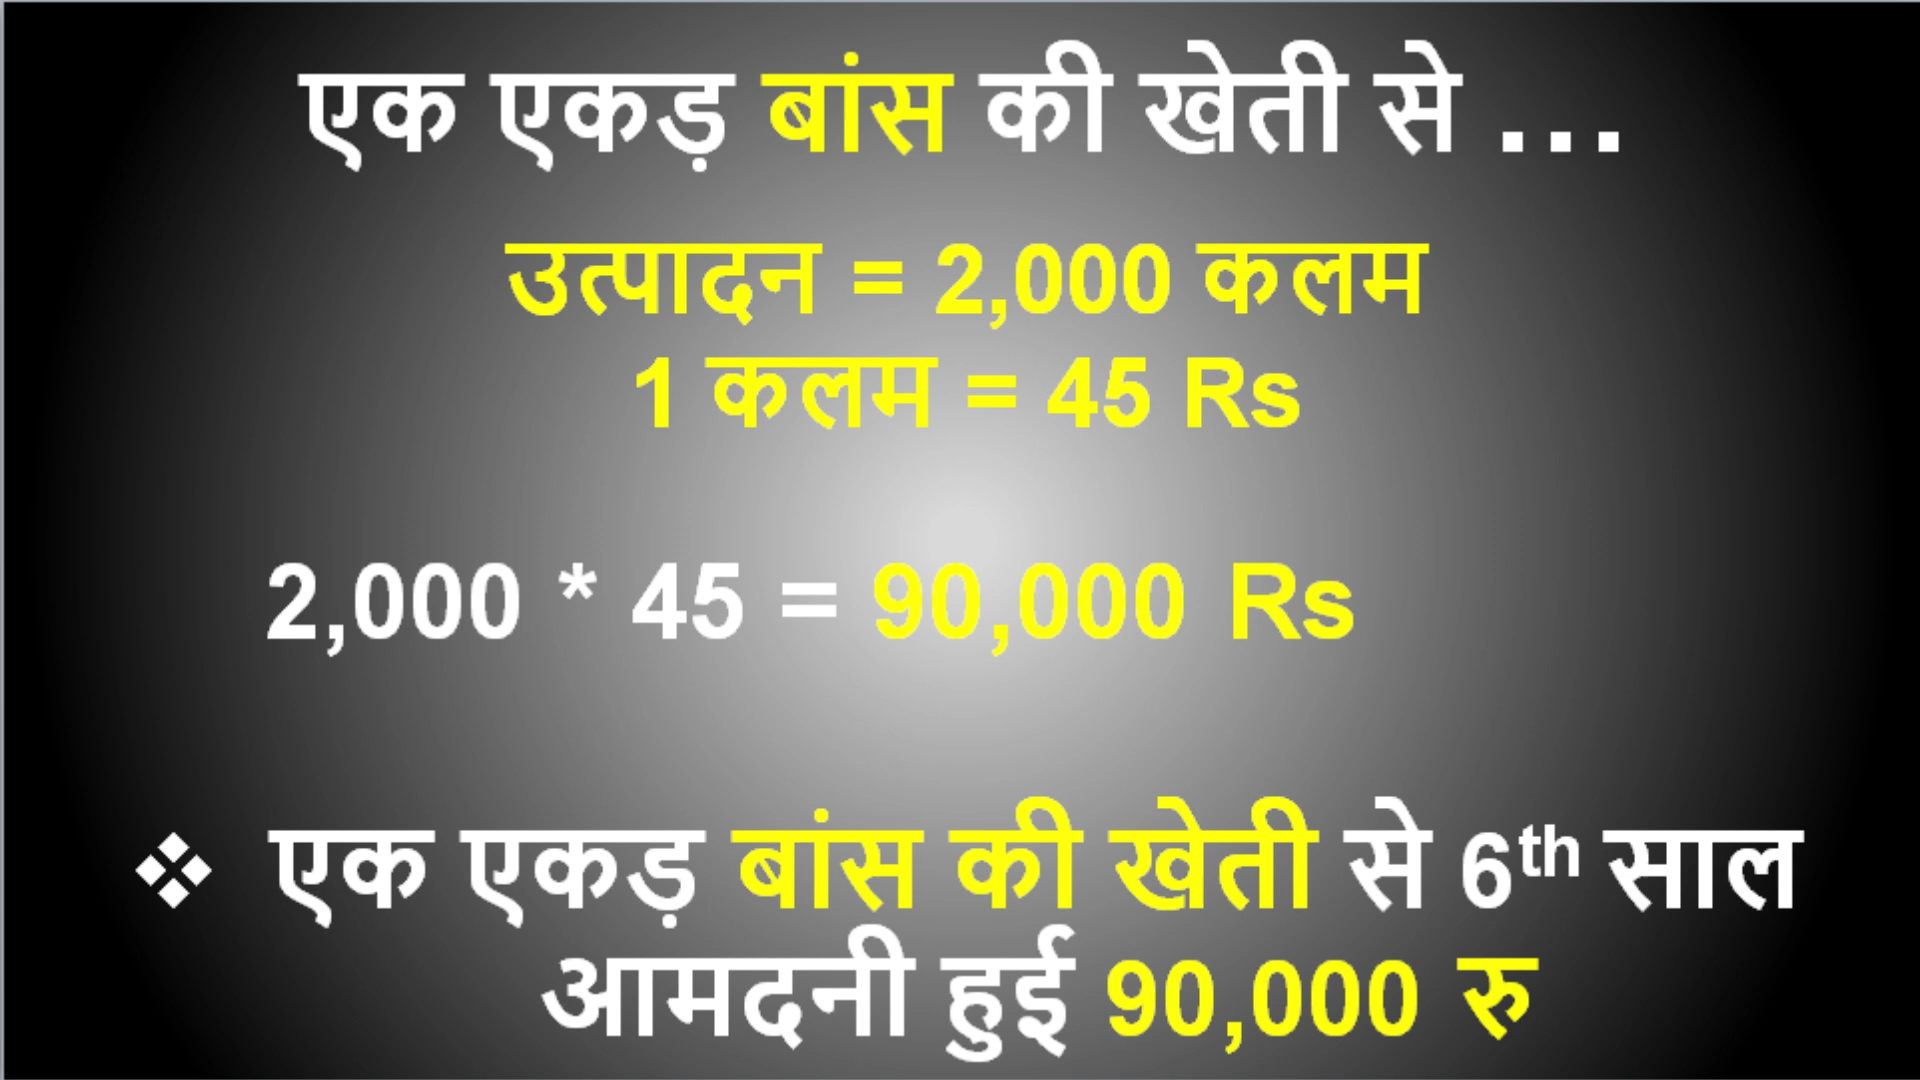 एक एकड़ बांस की खेती से ...
उत्पादन = 2,000 कलम
1 कलम = 45 Rs
2,000 * 45 = 90,000 Rs
❖ एक एकड़ बांस की खेती से 6th साल
आमदनी हुई 90,000 रु